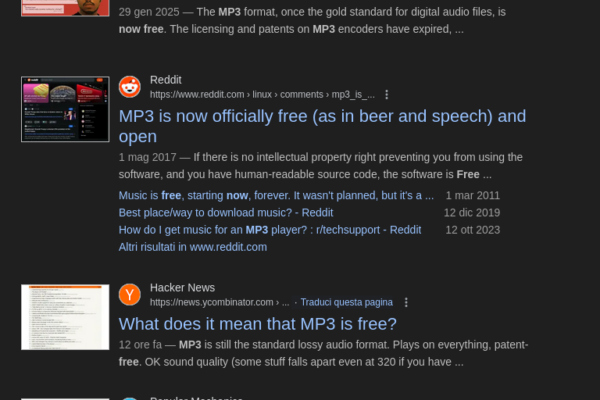 29 gen 2025 — The MP3 format, once the gold standard for digital audio files, is
now free. The licensing and patents on MP3 encoders have expired, ...
Reddit
https://www.reddit.com › linux › comments › mp3_is_...
MP3 is now officially free (as in beer and speech) and
open
1 mag 2017 — If there is no intellectual property right preventing you from using the
software, and you have human-readable source code, the software is Free ...
Music is free, starting now, forever. It wasn't planned, but it's a ... 1 mar 2011
Best place/way to download music? - Reddit 12 dic 2019
How do I get music for an MP3 player? : r/techsupport - Reddit 12 ott 2023
Altri risultati in www.reddit.com
Hacker News
https://news.ycombinator.com › ... · Traduci questa pagina
What does it mean that MP3 is free?
12 ore fa — MP3 is still the standard lossy audio format. Plays on everything, patent-
free. OK sound quality (some stuff falls apart even at 320 if you have ...